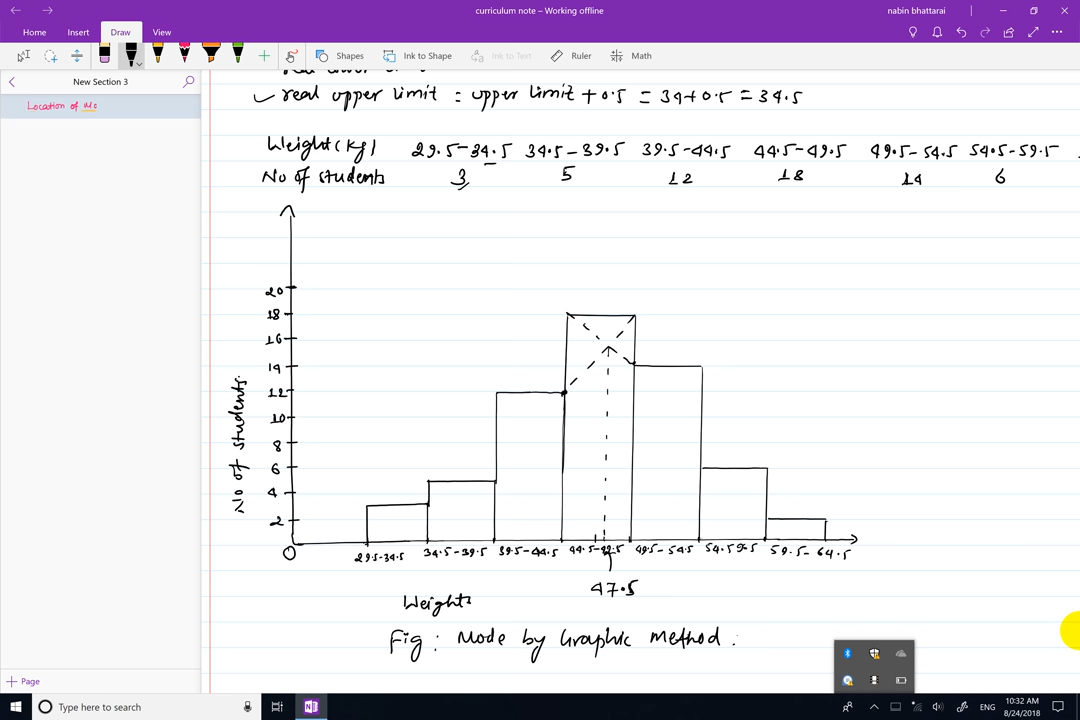 curriculum note – Working offline
nabin bhattarai
Home Insert Draw View
Shapes Ink to Shape Ink to Text Ruler Math
New Section 3
Location of Mo
real upper limit = upper limit + 0.5 = 34+0.5 = 34.5
Weight(Kg) 29.5-34.5 34.5-39.5 39.5-44.5 44.5-49.5 49.5-54.5 54.5-59.5
No of students 3 5 12 18 14 6
20
18
16
14
12
10
8
6
4
2
0
No of students.
29.5-34.5 34.5-39.5 39.5-44.5 49.5-54.5 59.5-64.5
47.5
Weights
Fig: Mode by Graphic method.
Page
Type here to search
ENG
10:32 AM
8/24/2018